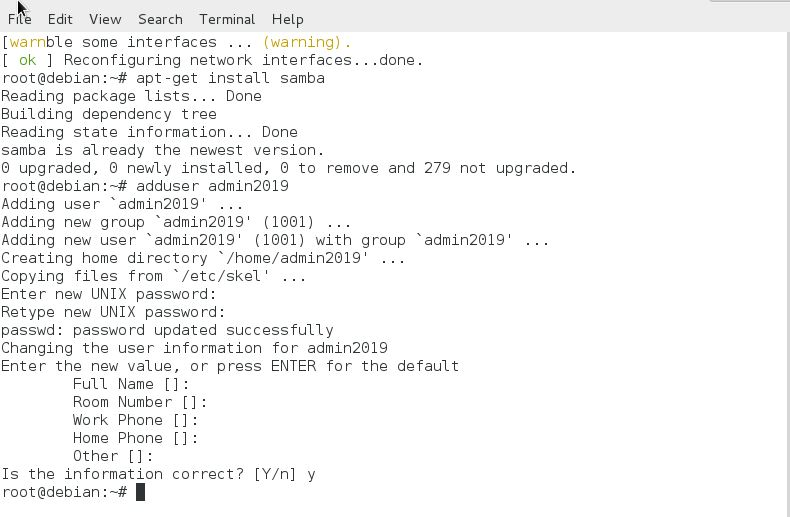 File Edit View Search Terminal Help
[warnble some interfaces ... (warning).
[ ok ] Reconfiguring network interfaces...done.
root@debian:~# apt-get install samba
Reading package lists... Done
Building dependency tree
Reading state information... Done
samba is already the newest version.
0 upgraded, 0 newly installed, 0 to remove and 279 not upgraded.
root@debian:~# adduser admin2019
Adding user `admin2019' ...
Adding new group `admin2019' (1001) ...
Adding new user `admin2019' (1001) with group `admin2019' ...
Creating home directory `/home/admin2019' ...
Copying files from `/etc/skel' ...
Enter new UNIX password:
Retype new UNIX password:
passwd: password updated successfully
Changing the user information for admin2019
Enter the new value, or press ENTER for the default
Full Name []:
Room Number []:
Work Phone []:
Home Phone []:
Other []:
Is the information correct? [Y/n] y
root@debian:~#